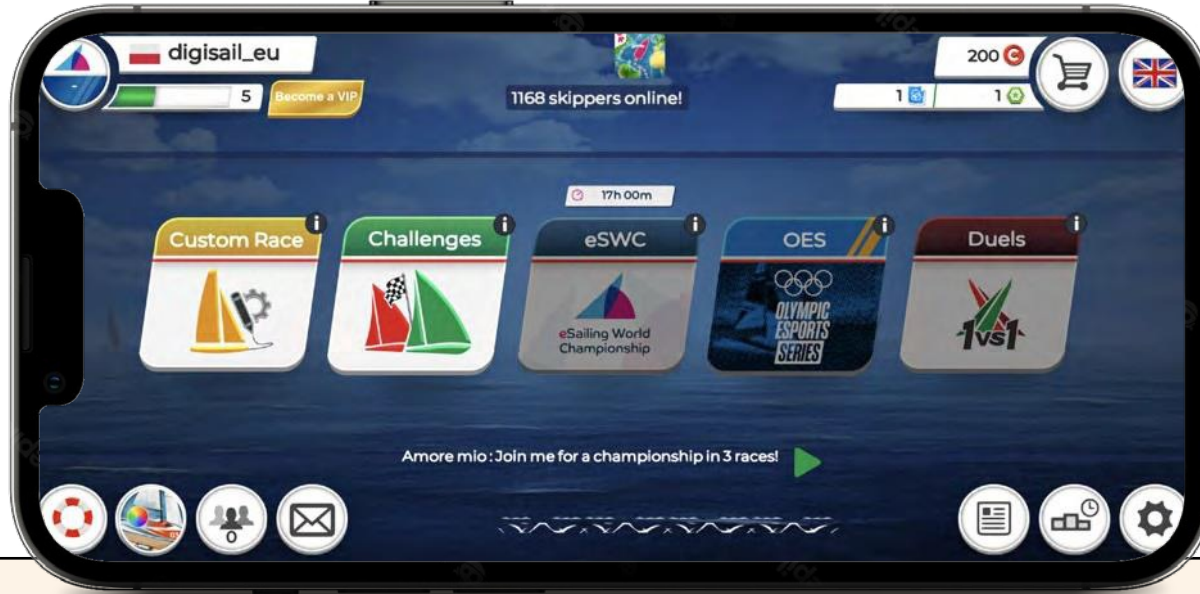 digisail_eu
5
Become a VIP
1168 skippers online!
200
1
1
17h 00m
Custom Race
Challenges
eSWC
eSailing World
Championship
OES
OLYMPIC
ESPORTS
SERIES
Duels
1vs1
Amore mio : Join me for a championship in 3 races!
0